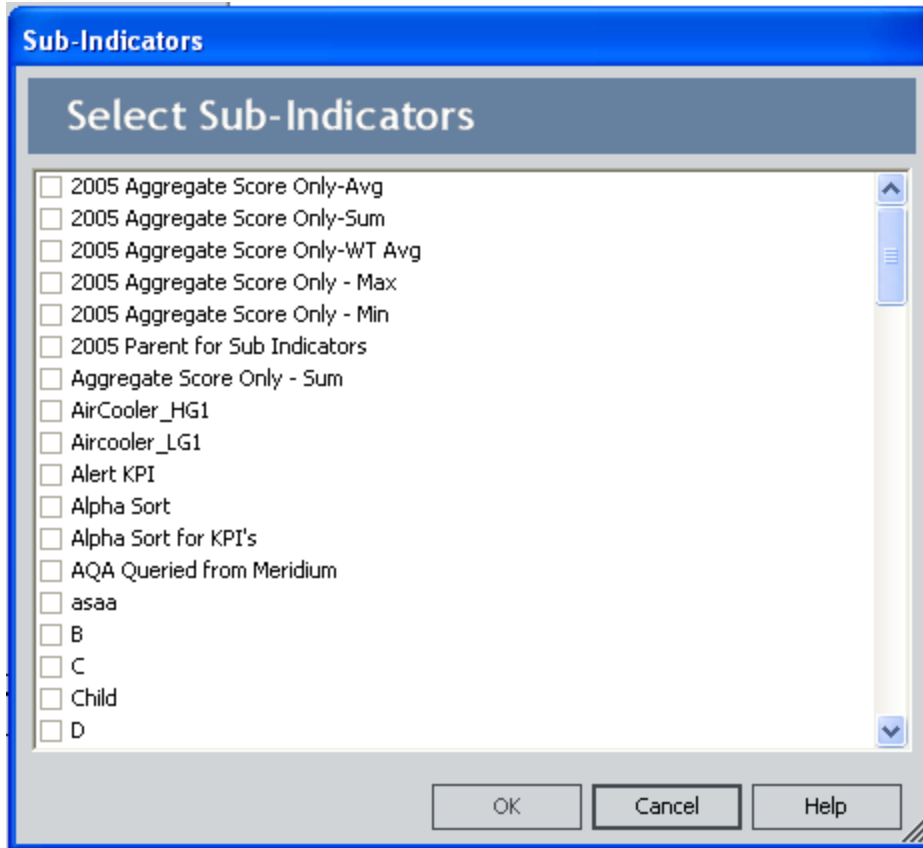 Sub-Indicators
Select Sub-Indicators
2005 Aggregate Score Only-Avg
2005 Aggregate Score Only-Sum
2005 Aggregate Score Only-WT Avg
2005 Aggregate Score Only - Max
2005 Aggregate Score Only - Min
2005 Parent for Sub Indicators
Aggregate Score Only - Sum
AirCooler_HG1
Aircooler_LG1
Alert KPI
Alpha Sort
Alpha Sort for KPI's
AQA Queried from Meridium
asaa
B
C
Child
D
OK Cancel Help